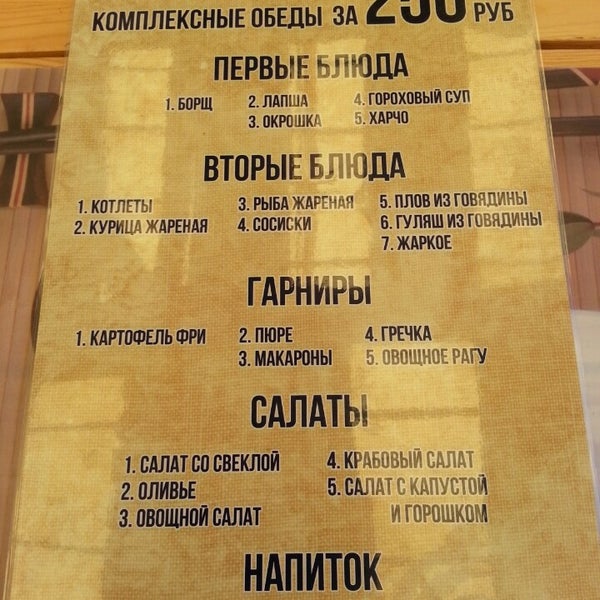 КОМПЛЕКСНЫЕ ОБЕДЫ ЗА 250 РУБ
ПЕРВЫЕ БЛЮДА
1. БОРЩ 2. ЛАПША 4. ГОРОХОВЫЙ СУП
3. ОКРОШКА 5. ХАРЧО
ВТОРЫЕ БЛЮДА
1. КОТЛЕТЫ 3. РЫБА ЖАРЕНАЯ 5. ПЛОВ ИЗ ГОВЯДИНЫ
2. КУРИЦА ЖАРЕНАЯ 4. СОСИСКИ 6. ГУЛЯШ ИЗ ГОВЯДИНЫ
7. ЖАРКОЕ
ГАРНИРЫ
1. КАРТОФЕЛЬ ФРИ 2. ПЮРЕ 4. ГРЕЧКА
3. МАКАРОНЫ 5. ОВОЩНОЕ РАГУ
САЛАТЫ
1. САЛАТ СО СВЕКЛОЙ 4. КРАБОВЫЙ САЛАТ
2. ОЛИВЬЕ 5. САЛАТ С КАПУСТОЙ
3. ОВОЩНОЙ САЛАТ И ГОРОШКОМ
НАПИТОК